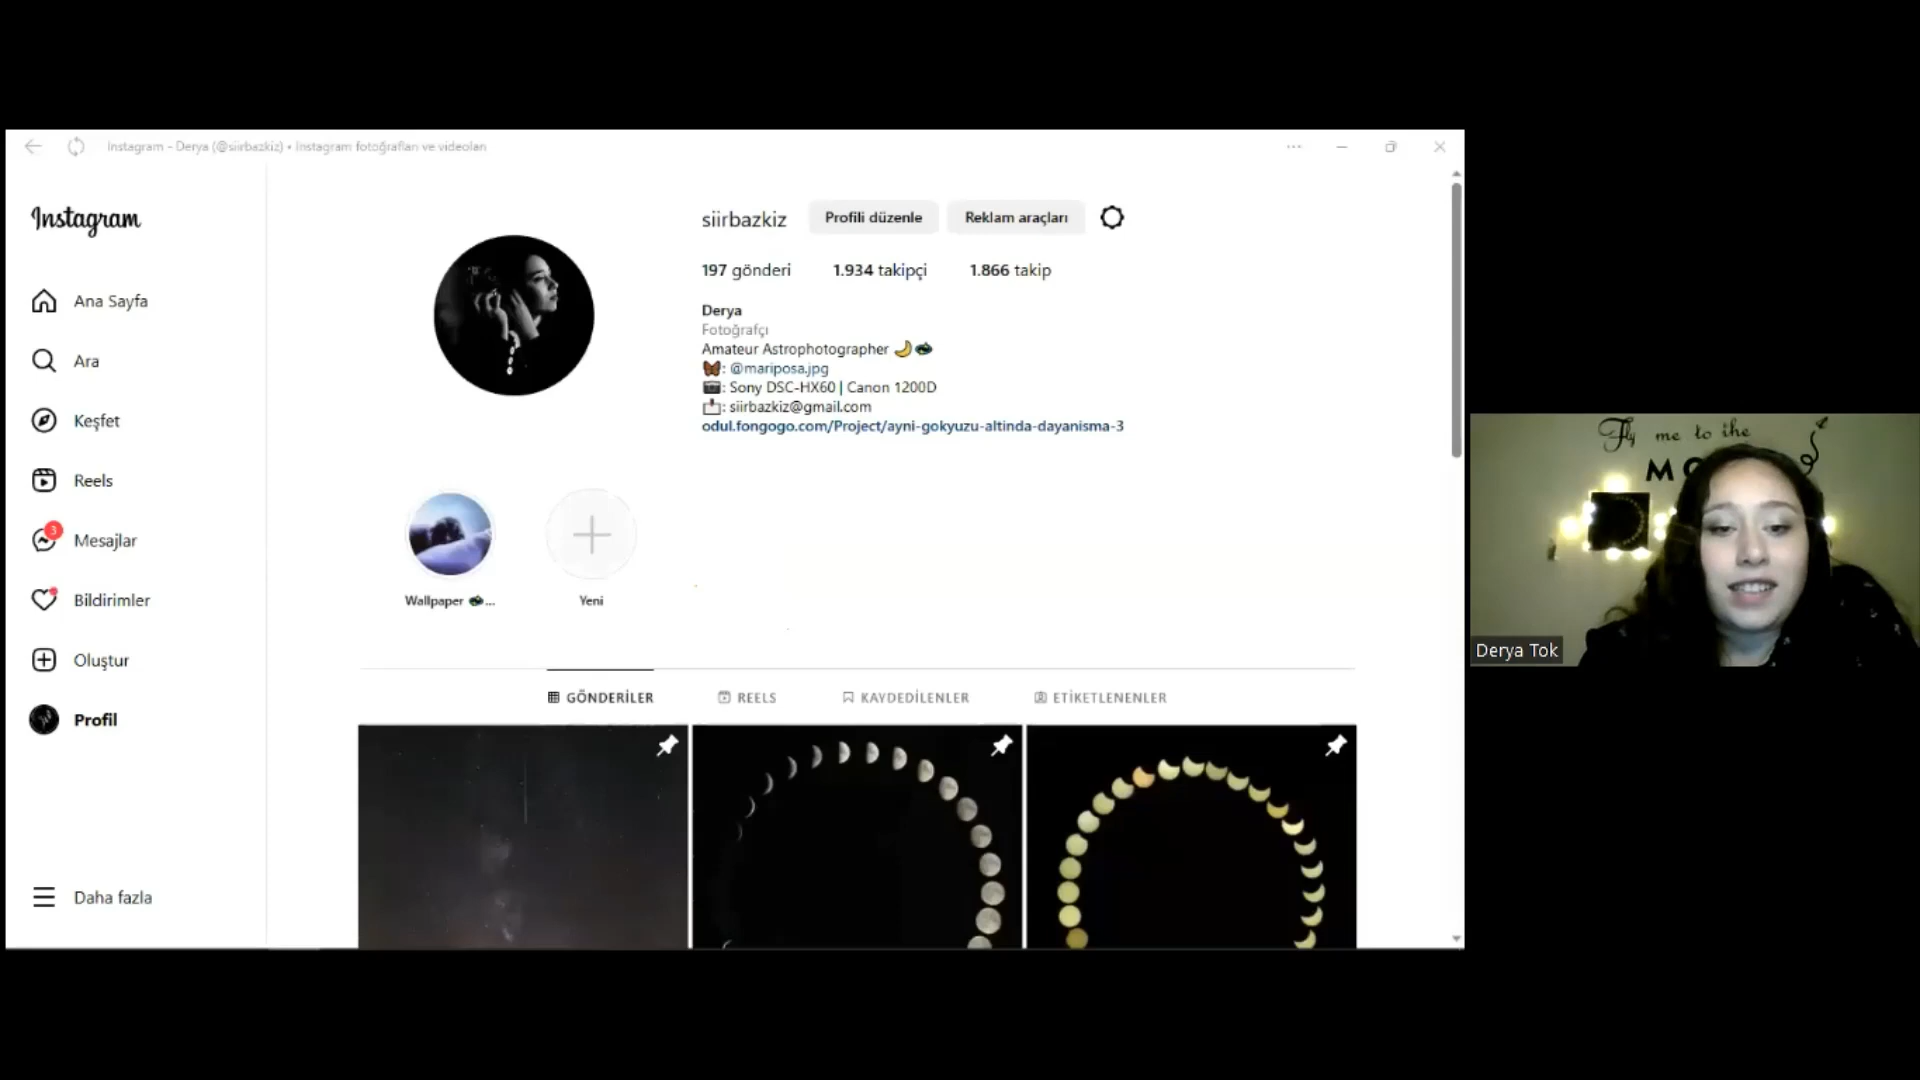 Instagram - Derya (@siirbazkiz) • Instagram fotoğrafları ve videoları
Instagram
Ana Sayfa
Ara
Keşfet
Reels
3
Mesajlar
Bildirimler
Oluştur
Profil
Daha fazla
siirbazkiz
Profili düzenle
Reklam araçları
197 gönderi 1.934 takipçi 1.866 takip
Derya
Fotoğrafçı
Amateur Astrophotographer 🌙
🦋: @mariposa.jpg
📷: Sony DSC-HX60 | Canon 1200D
📩: siirbazkiz@gmail.com
odul.fongogo.com/Project/ayni-gokyuzu-altinda-dayanisma-3
Wallpaper ...
Yeni
GÖNDERİLER
REELS
KAYDEDİLENLER
ETİKETLENENLER
Fly me to the
Derya Tok